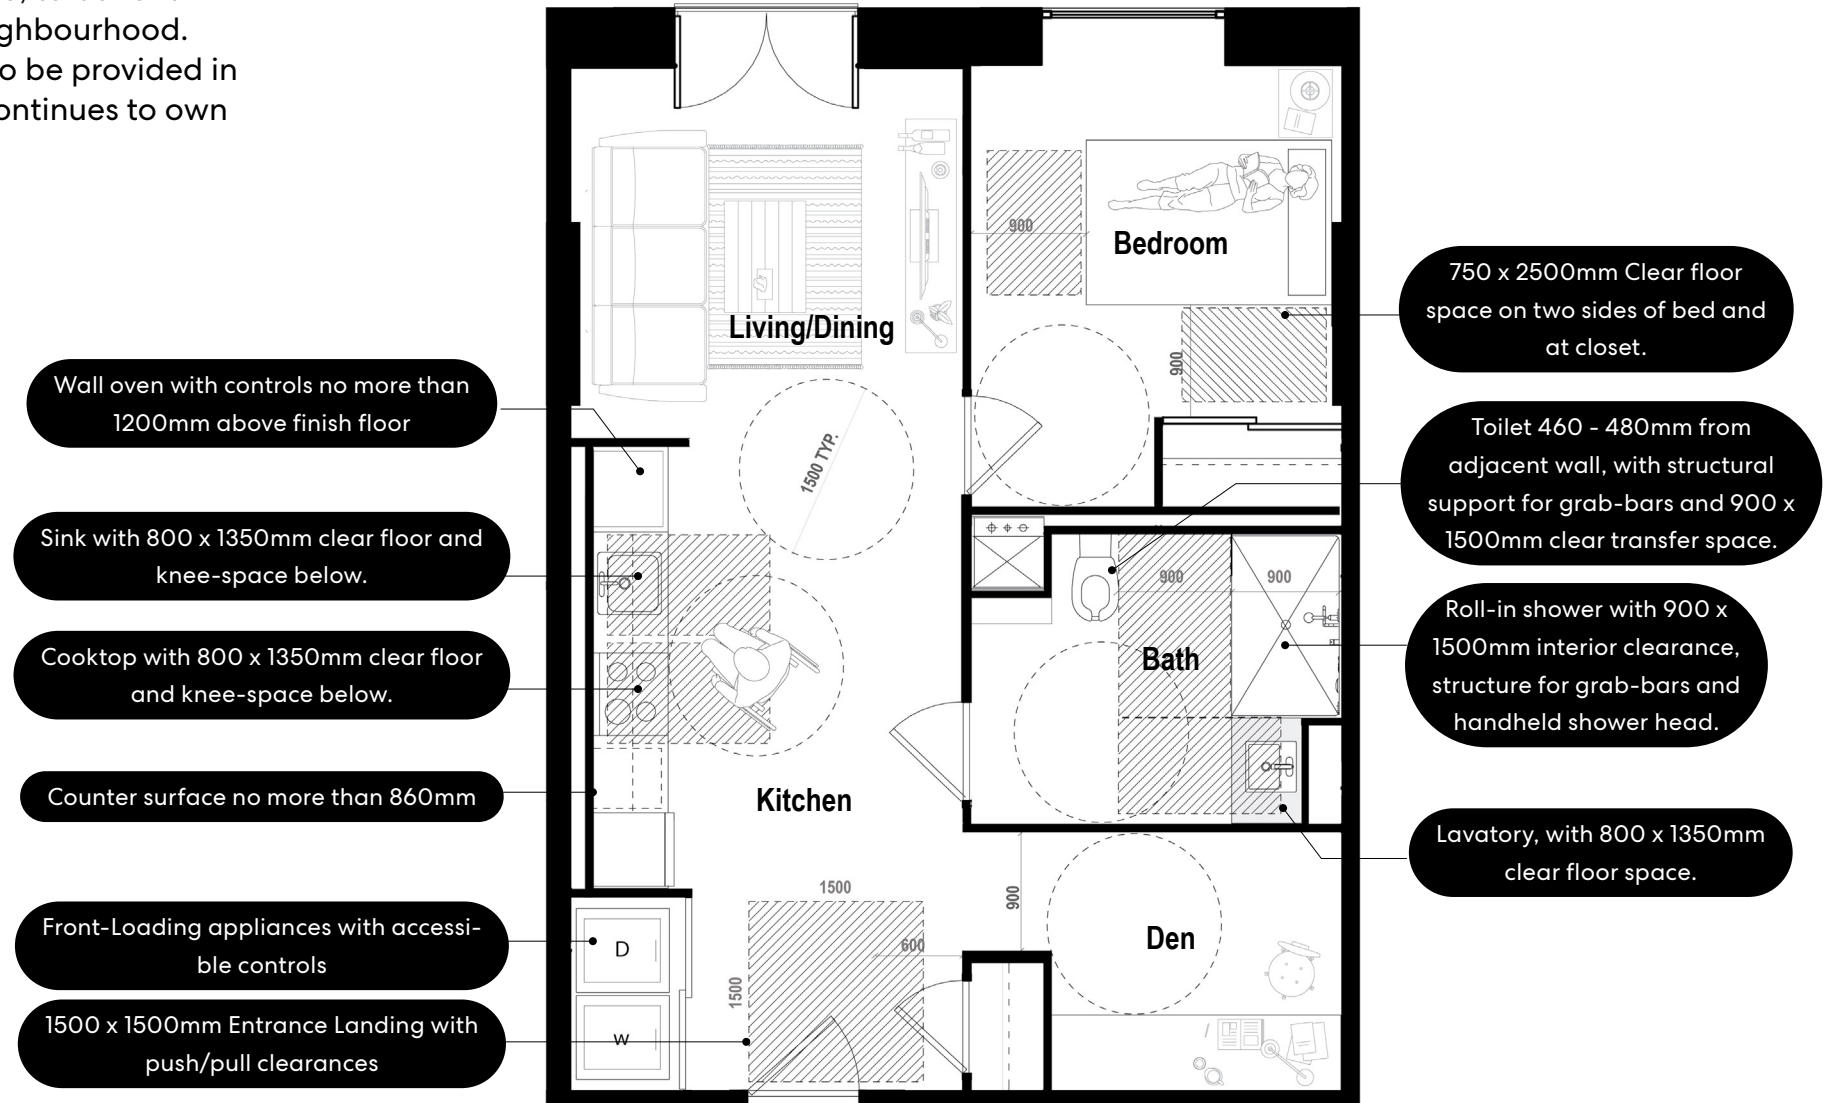 ghbourhood.
o be provided in
ontinues to own
Wall oven with controls no more than
1200mm above finish floor
Sink with 800 x 1350mm clear floor and
knee-space below.
Cooktop with 800 x 1350mm clear floor
and knee-space below.
Counter surface no more than 860mm
Front-Loading appliances with accessi-
ble controls
1500 x 1500mm Entrance Landing with
push/pull clearances
Living/Dining
1500 TYP.
Kitchen
1500
1500
600
D
W
900
Bedroom
900
900
900
Bath
900
Den
750 x 2500mm Clear floor
space on two sides of bed and
at closet.
Toilet 460 - 480mm from
adjacent wall, with structural
support for grab-bars and 900 x
1500mm clear transfer space.
Roll-in shower with 900 x
1500mm interior clearance,
structure for grab-bars and
handheld shower head.
Lavatory, with 800 x 1350mm
clear floor space.